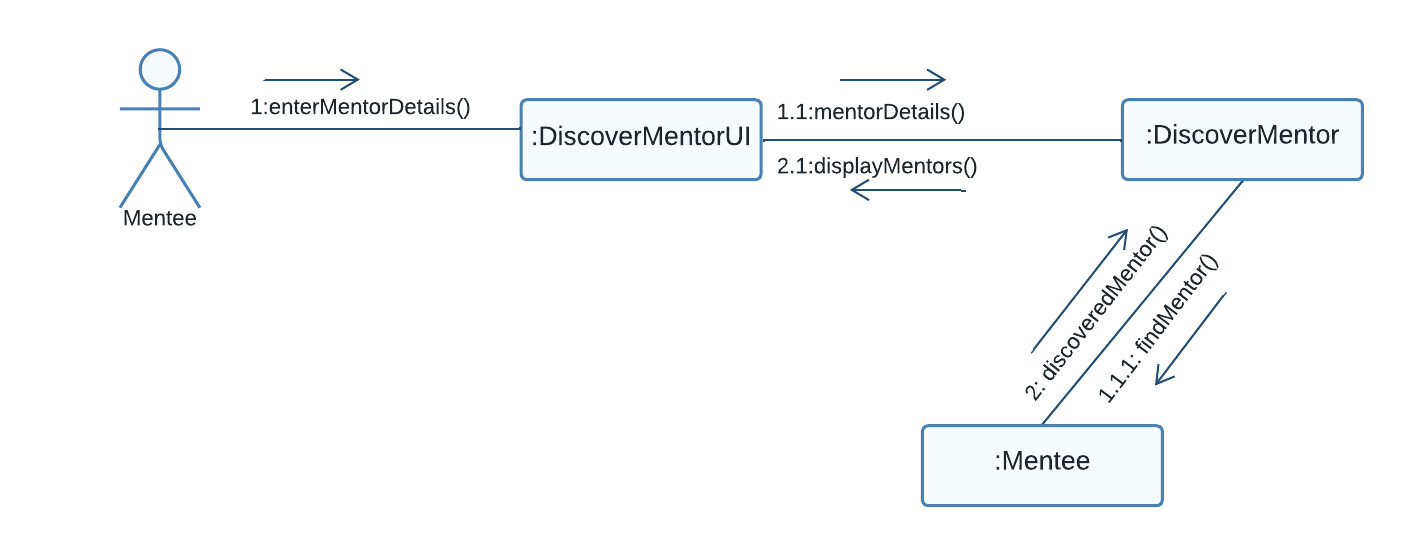 1:enterMentorDetails()
:DiscoverMentorUI
1.1:mentorDetails()
2.1:displayMentors()
:DiscoverMentor
Mentee
2: discoveredMentor()
1.1.1: findMentor()
:Mentee